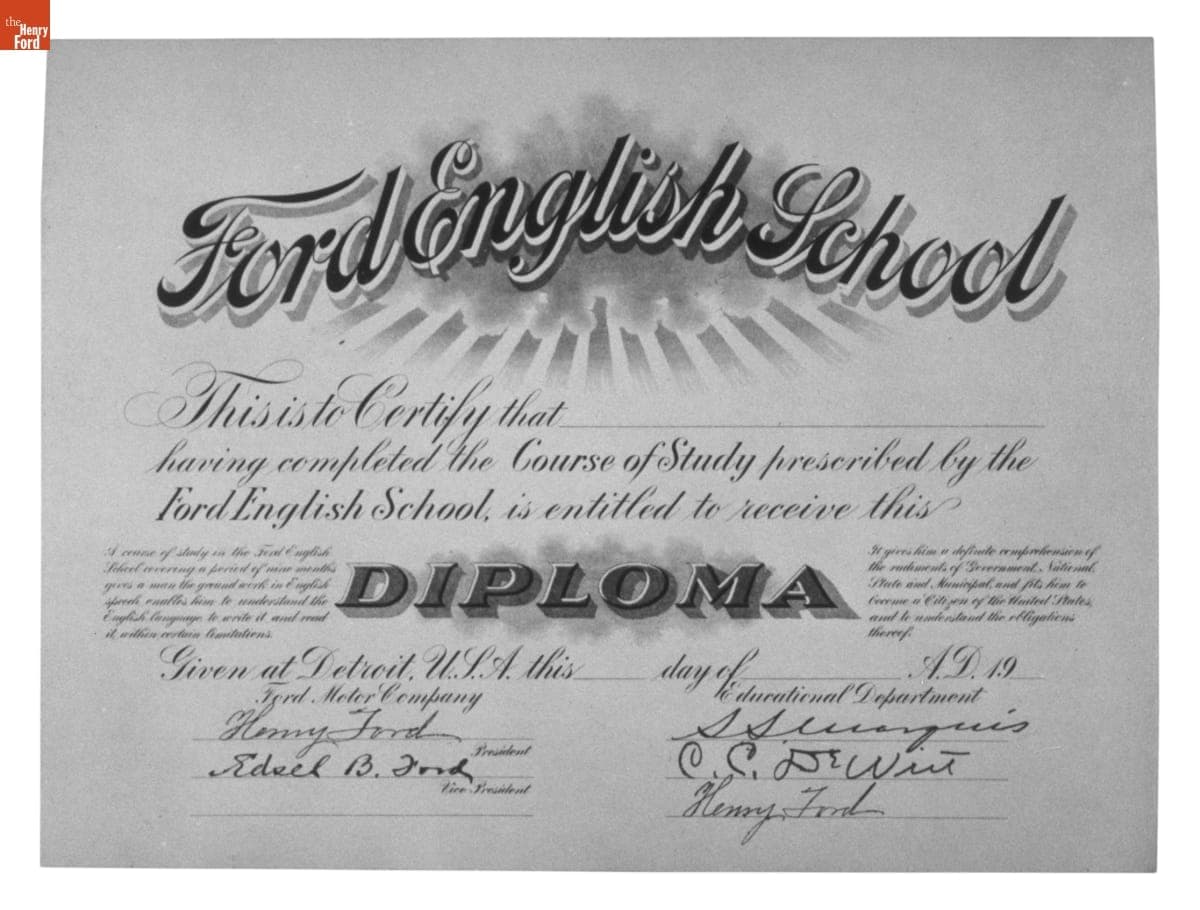 the
Henry
Ford
Ford English School
This is to Certify that
having completed the Course of Study prescribed by the
Ford English School, is entitled to receive this
A course of study in the Ford English
School covering a period of nine months
gives a man the ground work in English
speech enables him to understand the
English language, to write it and read
it, within certain limitations.
DIPLOMA
It gives him a definite comprehension of
the rudiments of Government, National,
State and Municipal, and fits him to
become a Citizen of the United States,
and to understand the obligations
thereof.
Given at Detroit, U.S.A. this day of A.D. 19
Ford Motor Company
Henry Ford
President
Edsel B. Ford
Vice President
Educational Department
S S Marquis
C. C. DeWitt
Henry Ford